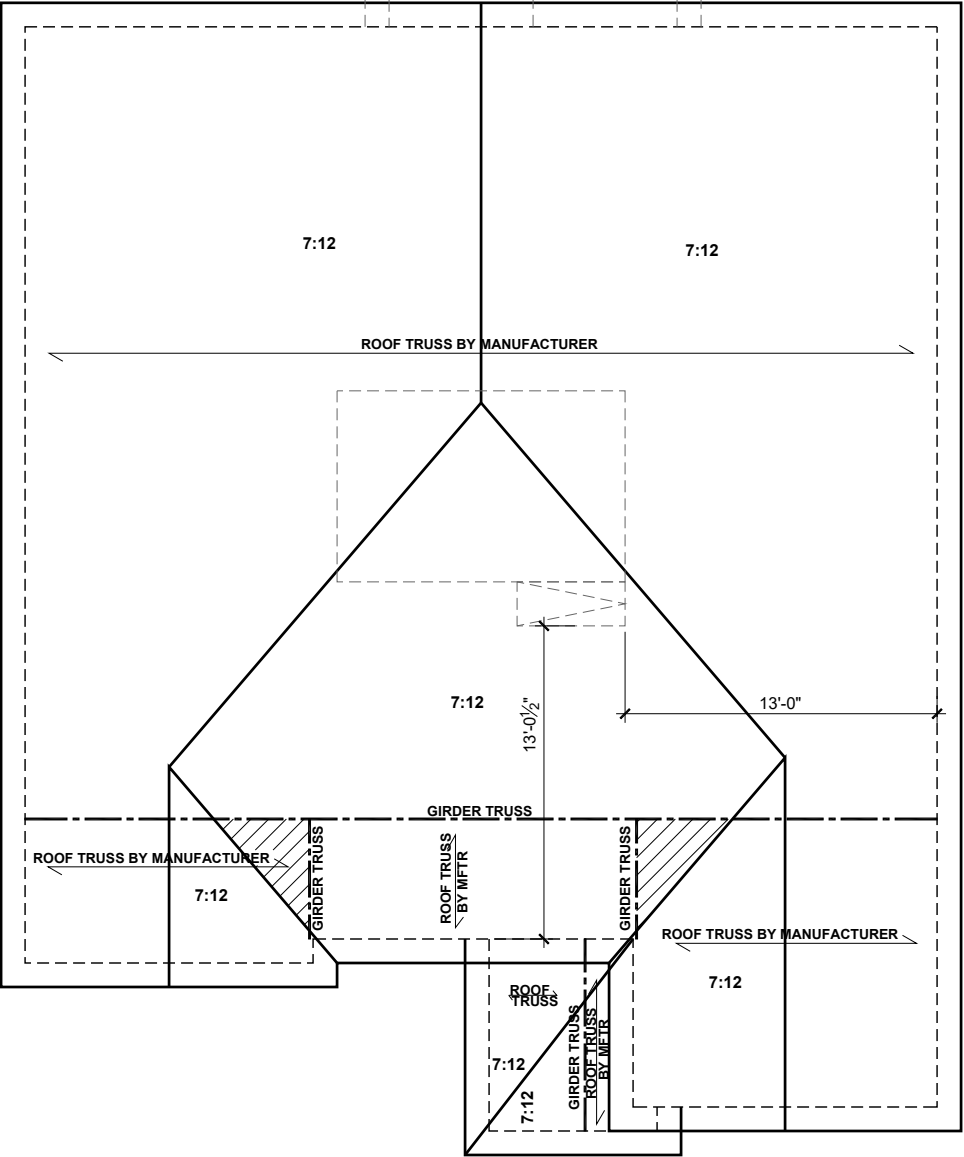 7:12
7:12
ROOF TRUSS BY MANUFACTURER
7:12
13'-0½"
13'-0"
GIRDER TRUSS
ROOF TRUSS BY MANUFACTURER
GIRDER TRUSS
ROOF TRUSS
BY MFTR
GIRDER TRUSS
7:12
ROOF TRUSS BY MANUFACTURER
7:12
ROOF
TRUSS
GIRDER TRUSS
ROOF TRUSS
BY MFTR
7:12
7:12